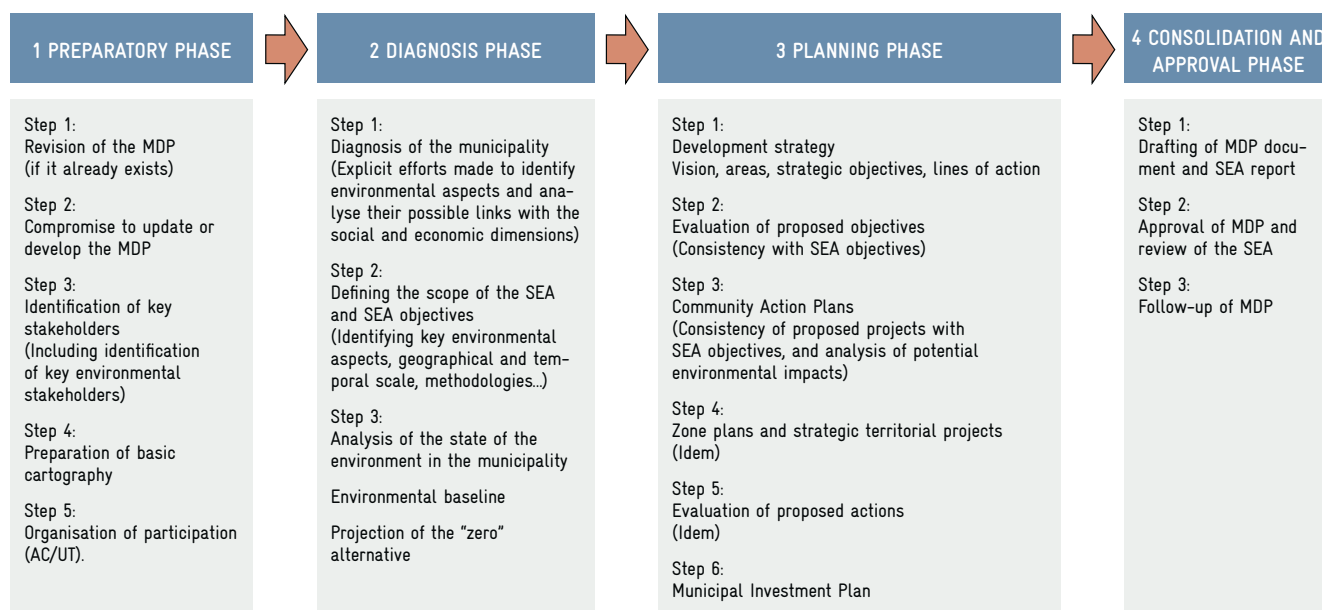 1 PREPARATORY PHASE
2 DIAGNOSIS PHASE
3 PLANNING PHASE
4 CONSOLIDATION AND
APPROVAL PHASE
Step 1:
Revision of the MDP
(if it already exists)
Step 2:
Compromise to update or
develop the MDP
Step 3:
Identification of key
stakeholders
(Including identification
of key environmental
stakeholders)
Step 4:
Preparation of basic
cartography
Step 5:
Organisation of participation
(AC/UT).
Step 1:
Diagnosis of the municipality
(Explicit efforts made to identify
environmental aspects and ana-
lyse their possible links with the
social and economic dimensions)
Step 2:
Defining the scope of the SEA
and SEA objectives
(Identifying key environmental
aspects, geographical and tem-
poral scale, methodologies...)
Step 3:
Analysis of the state of the
environment in the municipality
Environmental baseline
Projection of the “zero”
alternative
Step 1:
Development strategy
Vision, areas, strategic objectives, lines of action
Step 2:
Evaluation of proposed objectives
(Consistency with SEA objectives)
Step 3:
Community Action Plans
(Consistency of proposed projects with
SEA objectives, and analysis of potential
environmental impacts)
Step 4:
Zone plans and strategic territorial projects
(Idem)
Step 5:
Evaluation of proposed actions
(Idem)
Step 6:
Municipal Investment Plan
Step 1:
Drafting of MDP docu-
ment and SEA report
Step 2:
Approval of MDP and
review of the SEA
Step 3:
Follow-up of MDP